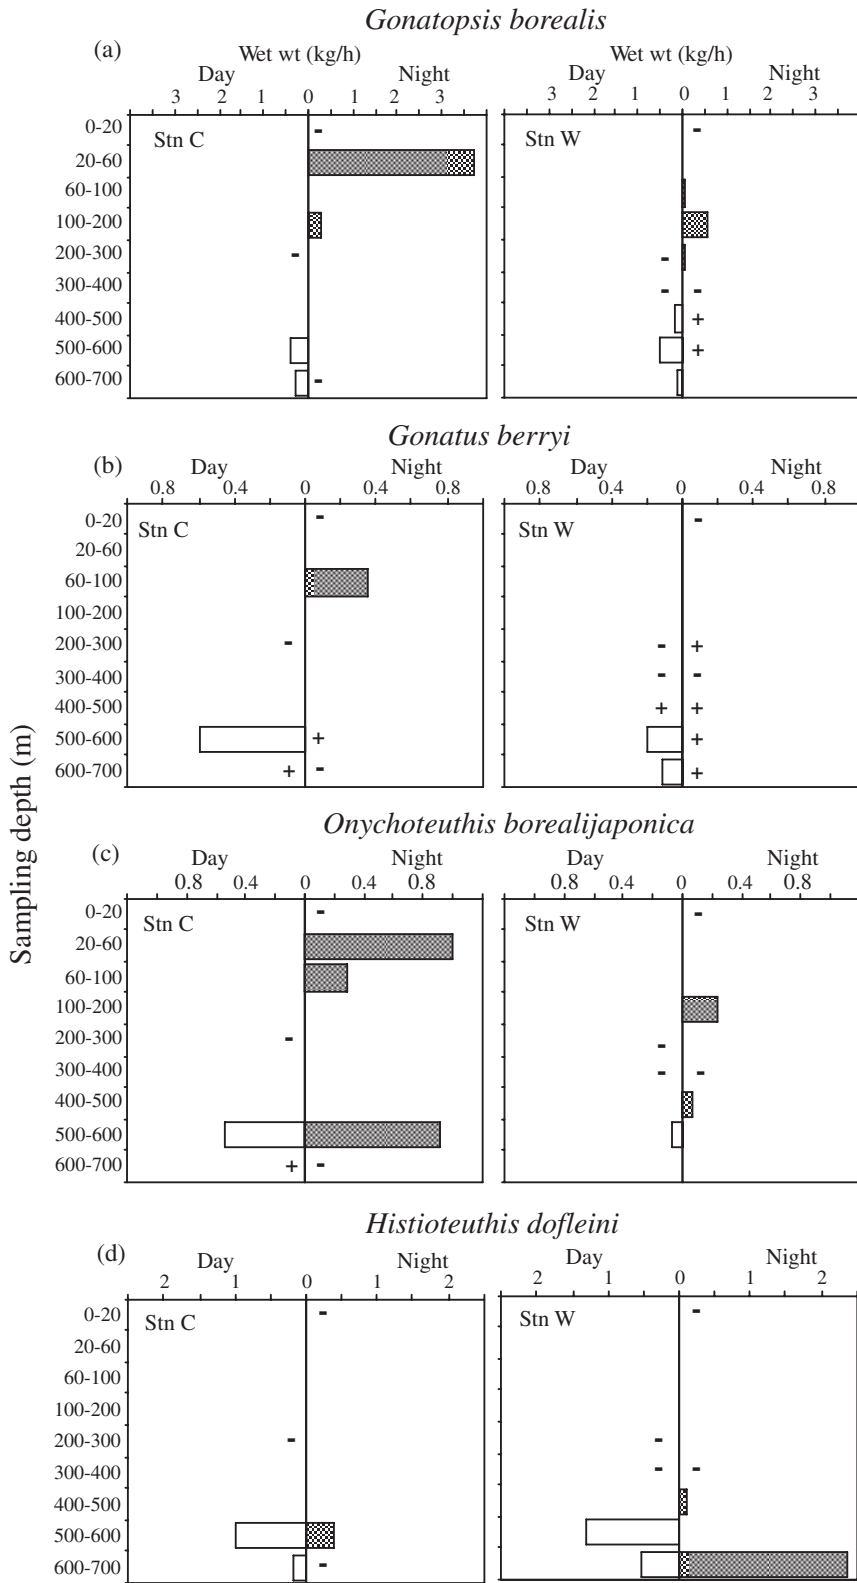 Gonatopsis borealis
(a)
Wet wt (kg/h) Wet wt (kg/h)
Day Night Day Night
3 2 1 0 1 2 3 3 2 1 0 1 2 3
Stn C Stn W
0-20 - -
20-60
60-100
100-200
200-300 - -
300-400 - -
400-500 +
500-600 +
600-700 -
Gonatus berryi
(b)
Day Night Day Night
0.8 0.4 0 0.4 0.8 0.8 0.4 0 0.4 0.8
Stn C Stn W
0-20 - -
20-60
60-100
100-200
200-300 - - +
300-400 - -
400-500 + +
500-600 + +
600-700 + - +
Sampling depth (m)
Onychoteuthis borealijaponica
(c)
Day Night Day Night
0.8 0.4 0 0.4 0.8 0.8 0.4 0 0.4 0.8
Stn C Stn W
0-20 - -
20-60
60-100
100-200
200-300 - -
300-400 - -
400-500
500-600
600-700 + -
Histioteuthis dofleini
(d)
Day Night Day Night
2 1 0 1 2 2 1 0 1 2
Stn C Stn W
0-20 - -
20-60
60-100
100-200
200-300 - -
300-400 - -
400-500
500-600
600-700 -